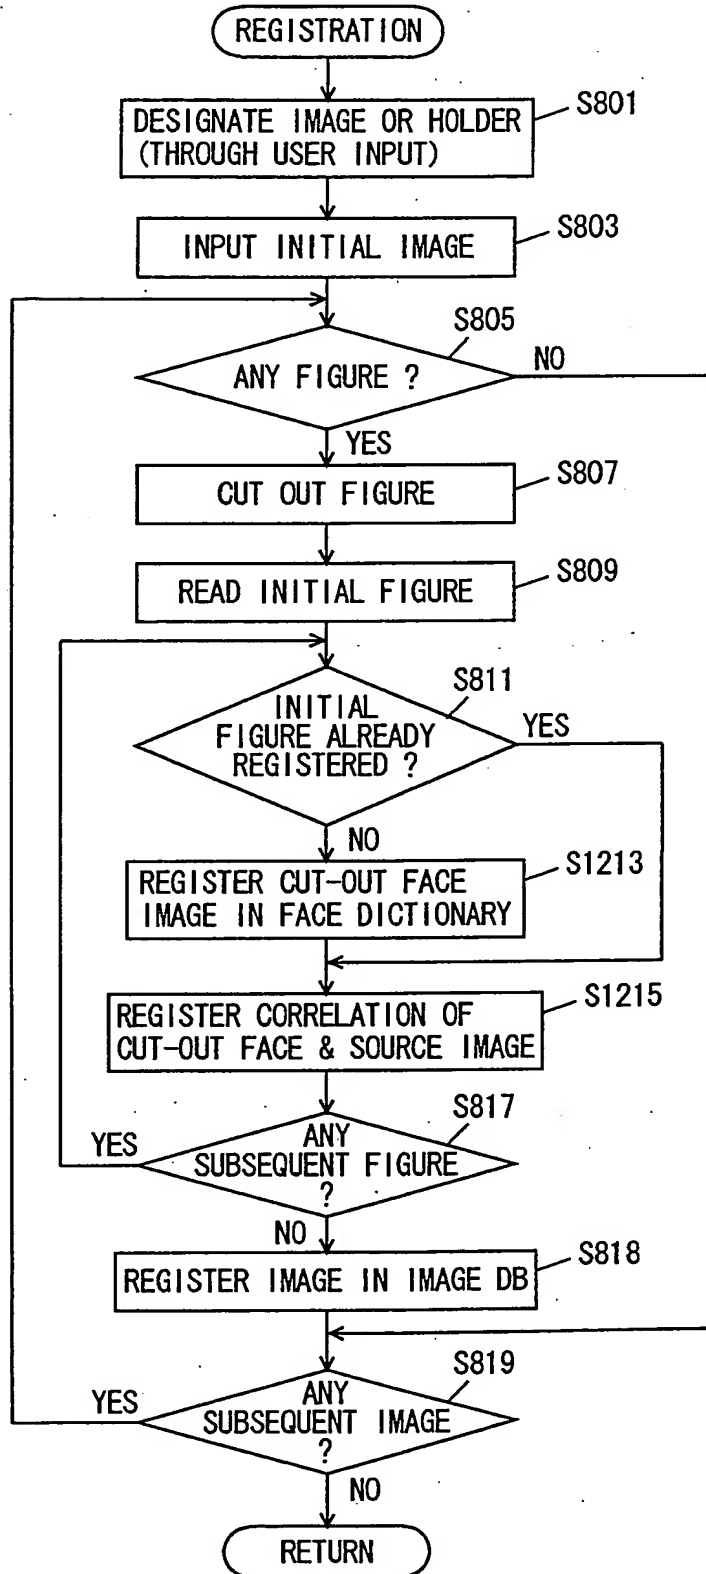 REGISTRATION
DESIGNATE IMAGE OR HOLDER
(THROUGH USER INPUT)
S801
INPUT INITIAL IMAGE
S803
ANY FIGURE ?
S805
NO
YES
CUT OUT FIGURE
S807
READ INITIAL FIGURE
S809
INITIAL
FIGURE ALREADY
REGISTERED ?
S811
YES
NO
REGISTER CUT-OUT FACE
IMAGE IN FACE DICTIONARY
S1213
REGISTER CORRELATION OF
CUT-OUT FACE & SOURCE IMAGE
S1215
ANY
SUBSEQUENT FIGURE
?
S817
YES
NO
REGISTER IMAGE IN IMAGE DB
S818
ANY
SUBSEQUENT IMAGE
?
S819
YES
NO
RETURN